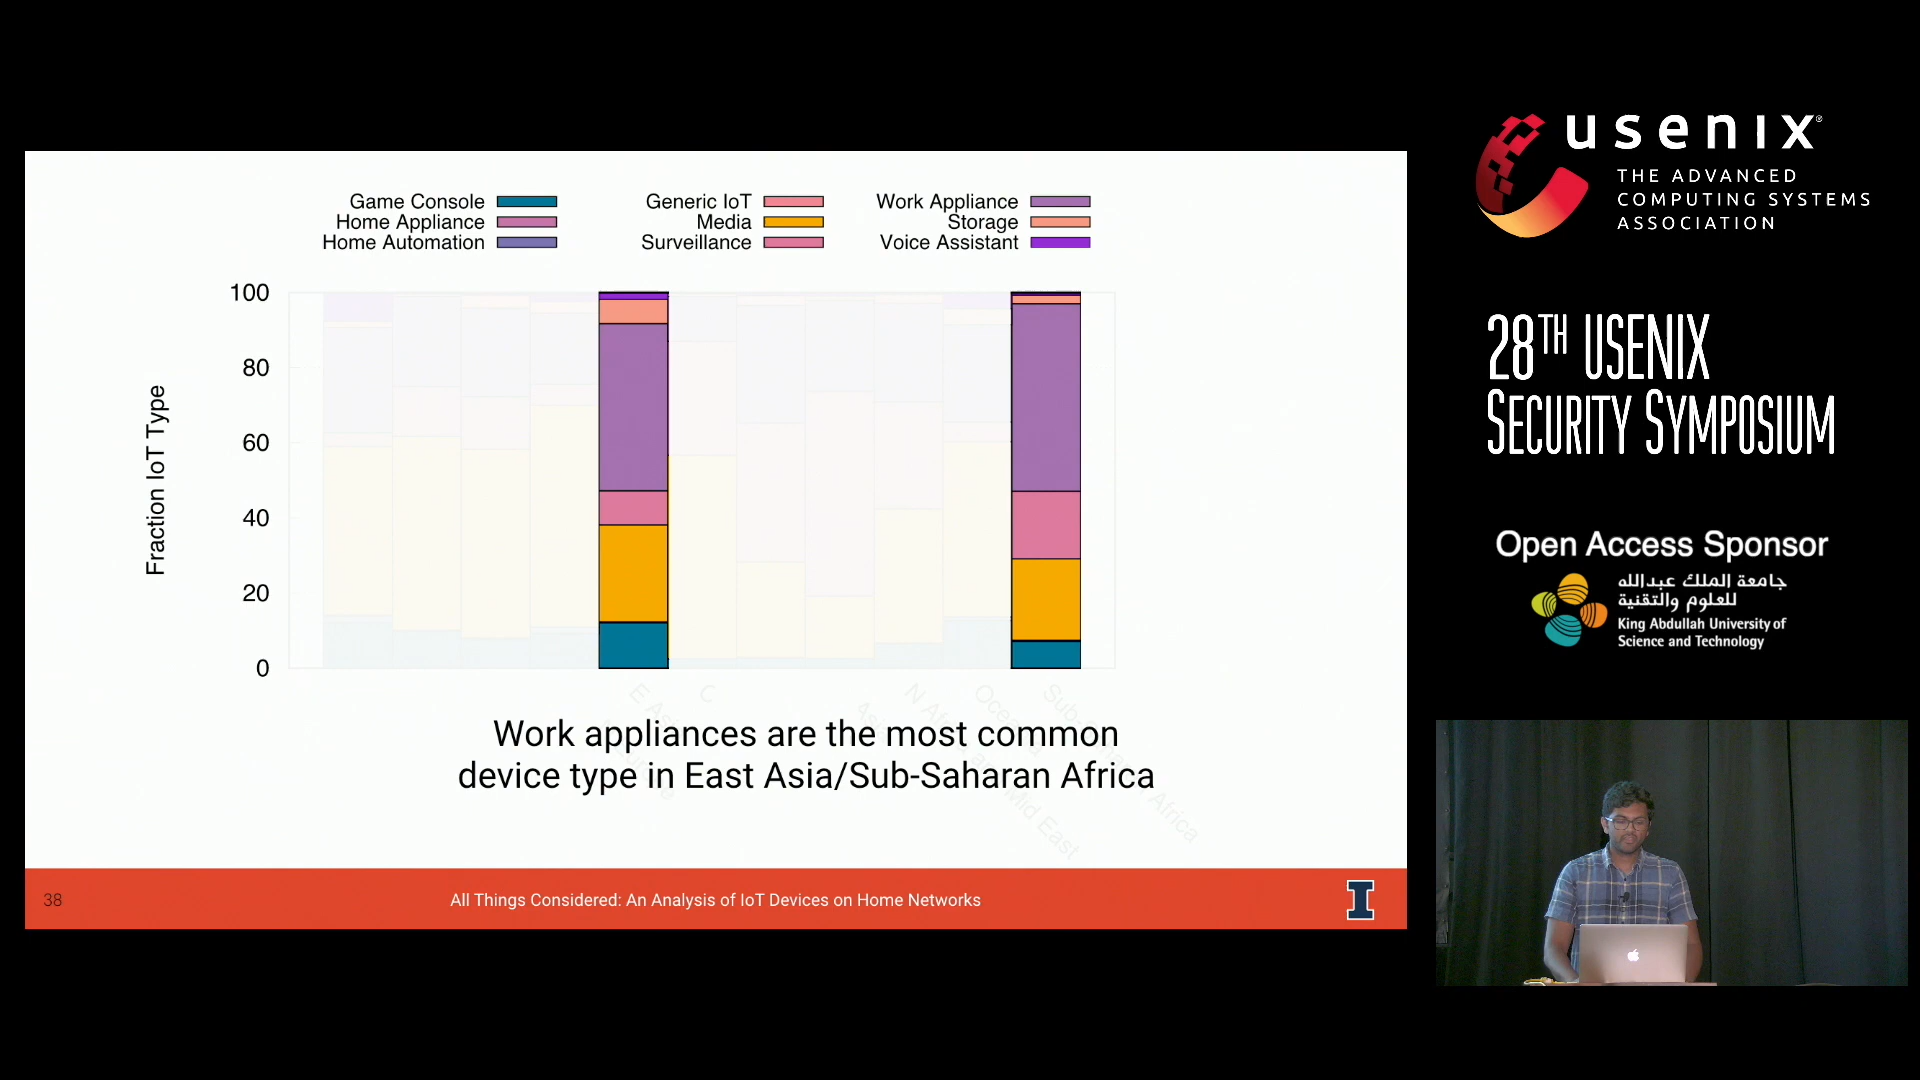 Game Console
Home Appliance
Home Automation
Generic IoT
Media
Surveillance
Work Appliance
Storage
Voice Assistant
100
80
60
40
20
0
Fraction IoT Type
Work appliances are the most common
device type in East Asia/Sub-Saharan Africa
38
All Things Considered: An Analysis of IoT Devices on Home Networks
I
usenix®
THE ADVANCED
COMPUTING SYSTEMS
ASSOCIATION
28TH USENIX
SECURITY SYMPOSIUM
Open Access Sponsor
جامعة الملك عبدالله
للعلوم والتقنية
King Abdullah University of
Science and Technology